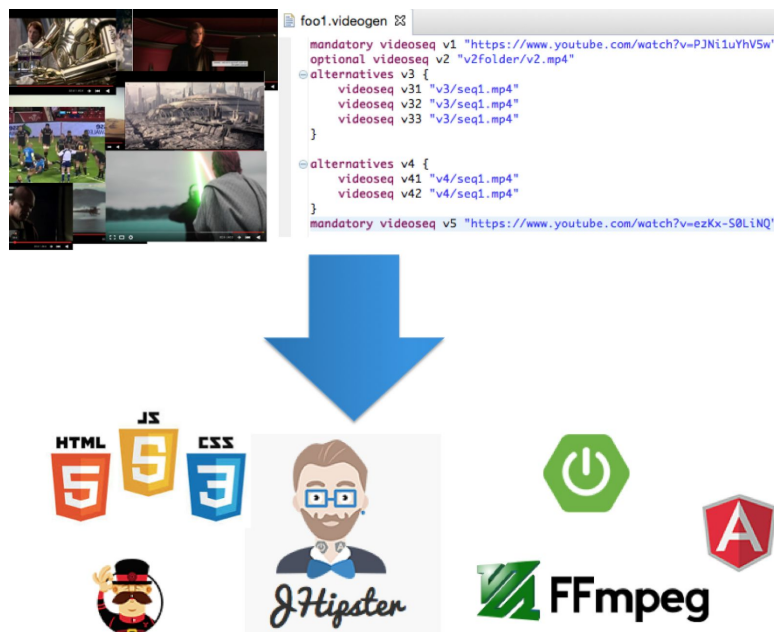 foo1.videogen
mandatory videoseq v1 "https://www.youtube.com/watch?v=PJNi1uYhV5w"
optional videoseq v2 "v2folder/v2.mp4"
alternatives v3 {
videoseq v31 "v3/seq1.mp4"
videoseq v32 "v3/seq1.mp4"
videoseq v33 "v3/seq1.mp4"
}
alternatives v4 {
videoseq v41 "v4/seq1.mp4"
videoseq v42 "v4/seq1.mp4"
}
mandatory videoseq v5 "https://www.youtube.com/watch?v=ezKx-S0LiNQ"
JS
HTML
CSS
5
5
3
A
JHipster
FFmpeg